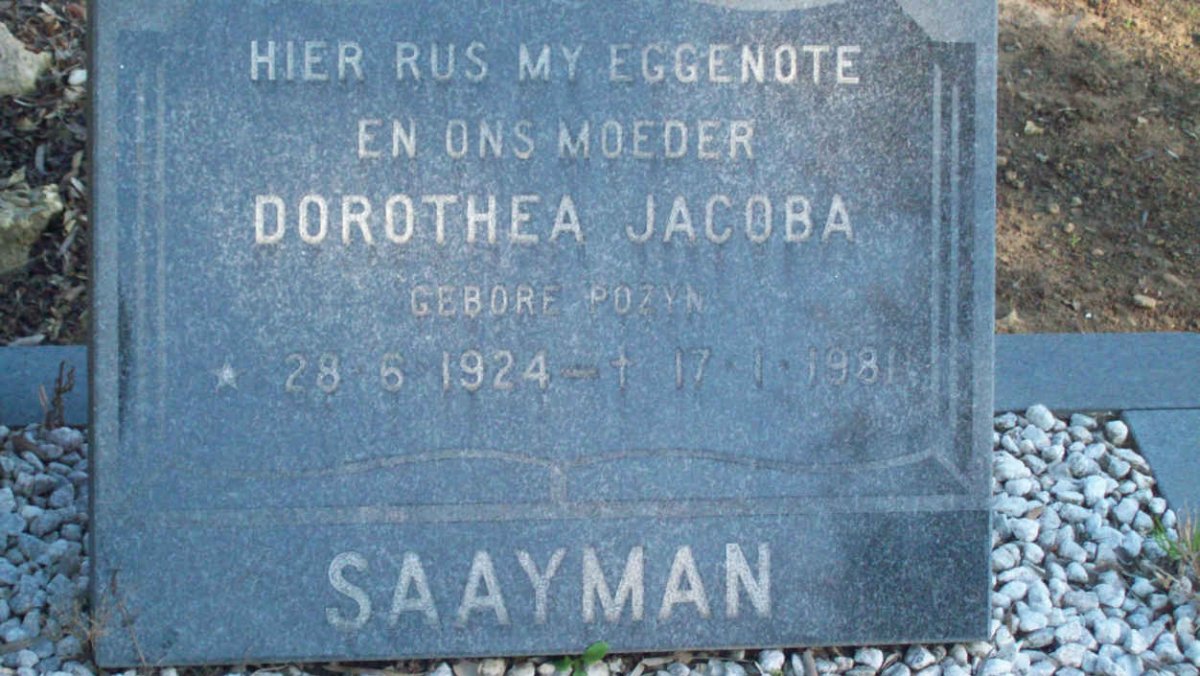 HIER RUS MY EGGENOTE
EN ONS MOEDER
DOROTHEA JACOBA
GEBORE POZYN
★ 28·6·1924 — † 17·1·1981
SAAYMAN